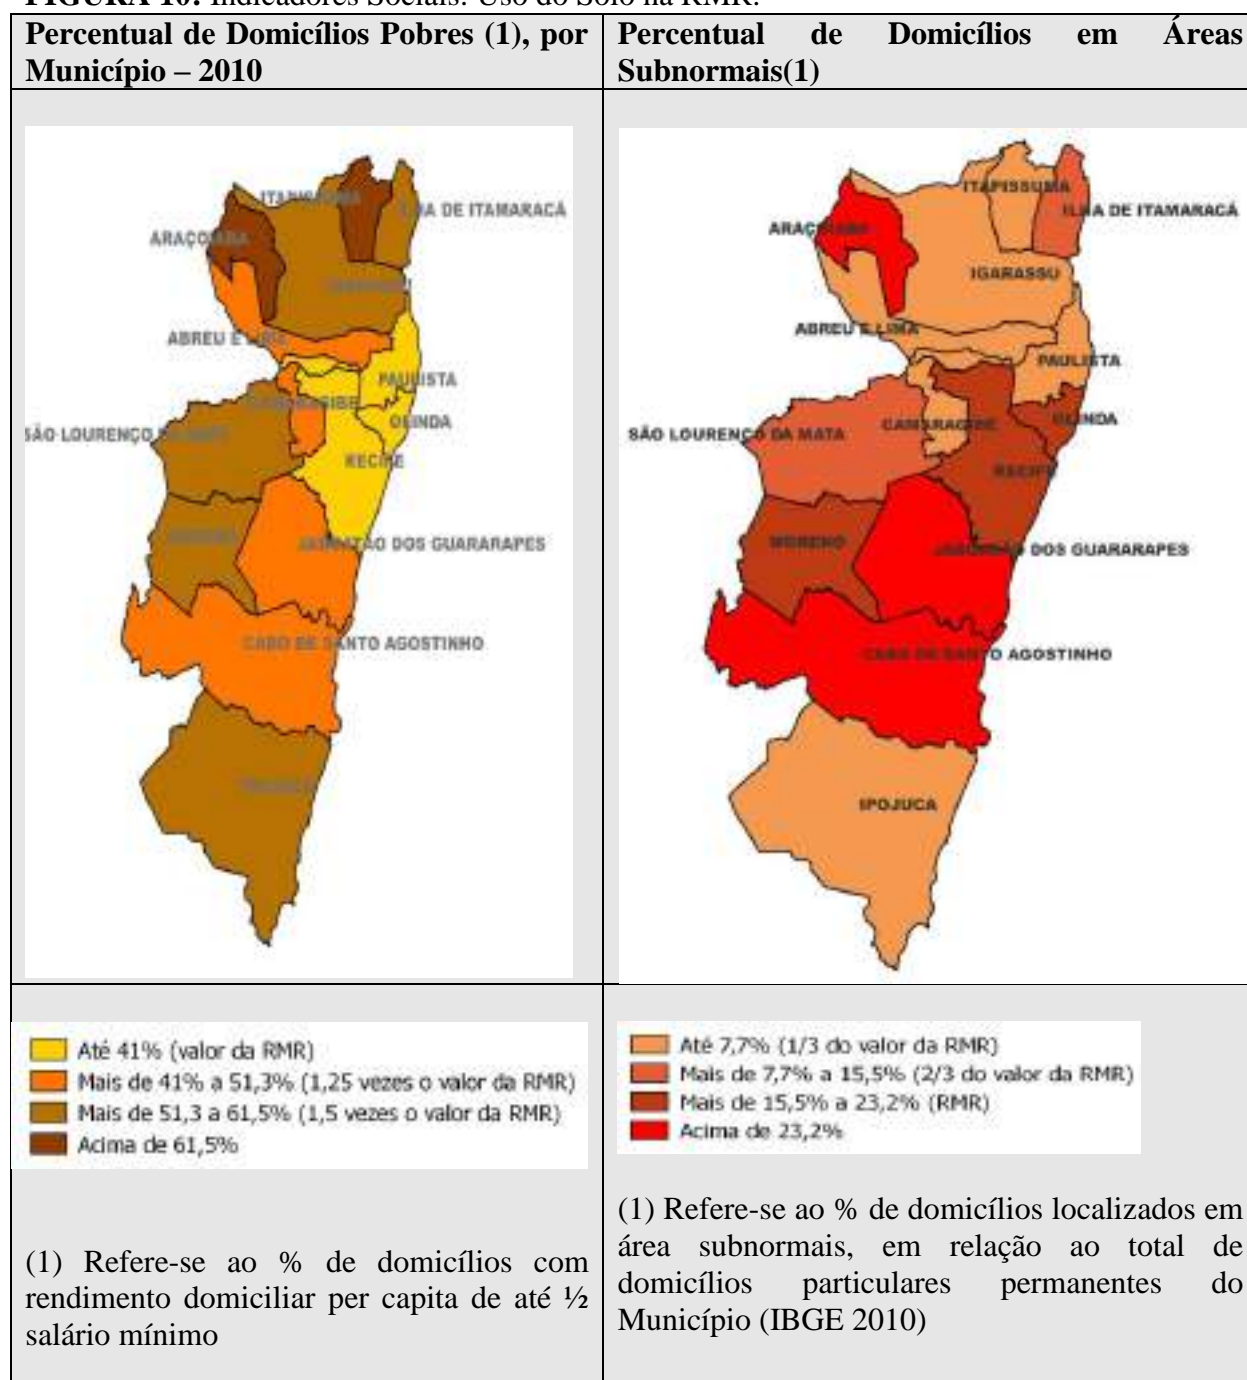 FIGURA 10: Indicadores Sociais: Uso do Solo na RMR.
Percentual de Domicílios Pobres (1), por
Município – 2010
ITAPISSUMA
ILHA DE ITAMARACÁ
ARAÇOIABA
ABREU E LIMA
PAULISTA
CAMARAGIBE
OLINDA
SÃO LOURENÇO DA MATA
RECIFE
JABOATÃO DOS GUARARAPES
CABO DE SANTO AGOSTINHO
Até 41% (valor da RMR)
Mais de 41% a 51,3% (1,25 vezes o valor da RMR)
Mais de 51,3 a 61,5% (1,5 vezes o valor da RMR)
Acima de 61,5%
(1) Refere-se ao % de domicílios com
rendimento domiciliar per capita de até ½
salário mínimo
Percentual de Domicílios em Áreas
Subnormais(1)
ITAPISSUMA
ILHA DE ITAMARACÁ
ARAÇOIABA
IGARASSU
ABREU E LIMA
PAULISTA
OLINDA
CAMARAGIBE
SÃO LOURENÇO DA MATA
RECIFE
MORENO
JABOATÃO DOS GUARARAPES
CABO DE SANTO AGOSTINHO
IPOJUCA
Até 7,7% (1/3 do valor da RMR)
Mais de 7,7% a 15,5% (2/3 do valor da RMR)
Mais de 15,5% a 23,2% (RMR)
Acima de 23,2%
(1) Refere-se ao % de domicílios localizados em
área subnormais, em relação ao total de
domicílios particulares permanentes do
Município (IBGE 2010)